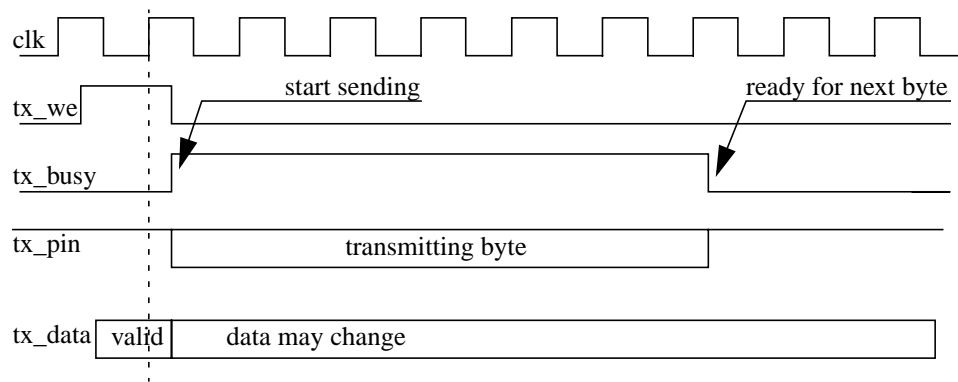 clk
tx_we
start sending
ready for next byte
tx_busy
tx_pin
transmitting byte
tx_data
valid
data may change